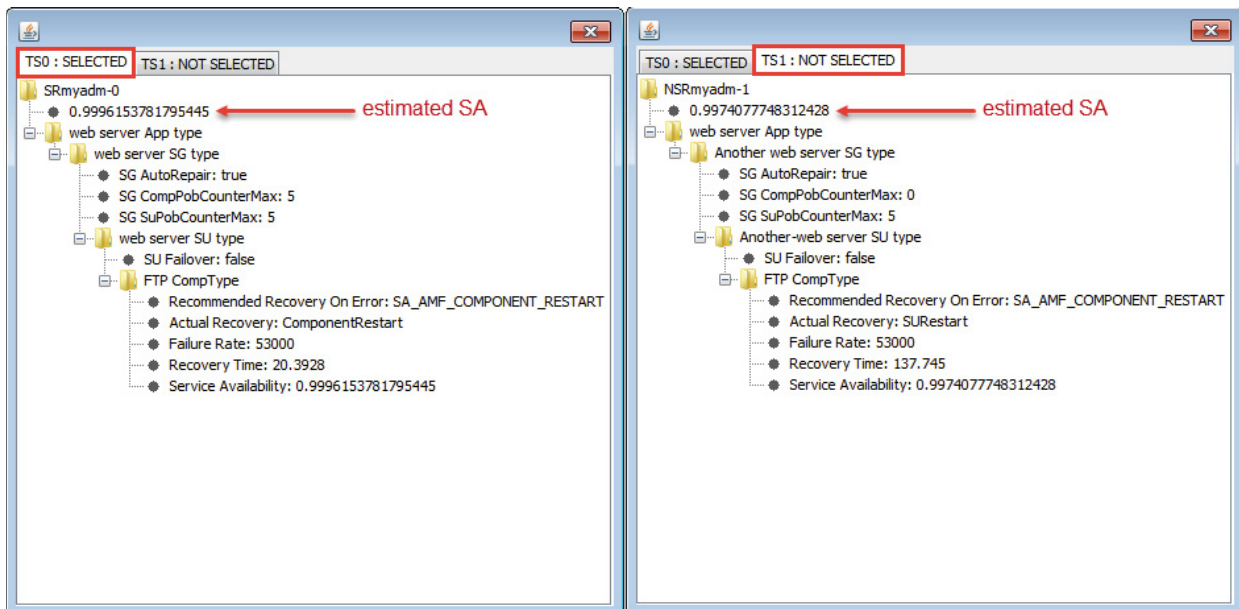 TS0 : SELECTED
TS1 : NOT SELECTED
SRmyadm-0
0.9996153781795445
estimated SA
web server App type
web server SG type
SG AutoRepair: true
SG CompPobCounterMax: 5
SG SuPobCounterMax: 5
web server SU type
SU Failover: false
FTP CompType
Recommended Recovery On Error: SA_AMF_COMPONENT_RESTART
Actual Recovery: ComponentRestart
Failure Rate: 53000
Recovery Time: 20.3928
Service Availability: 0.9996153781795445
TS0 : SELECTED
TS1 : NOT SELECTED
NSRmyadm-1
0.9974077748312428
estimated SA
web server App type
Another web server SG type
SG AutoRepair: true
SG CompPobCounterMax: 0
SG SuPobCounterMax: 5
Another-web server SU type
SU Failover: false
FTP CompType
Recommended Recovery On Error: SA_AMF_COMPONENT_RESTART
Actual Recovery: SURestart
Failure Rate: 53000
Recovery Time: 137.745
Service Availability: 0.9974077748312428